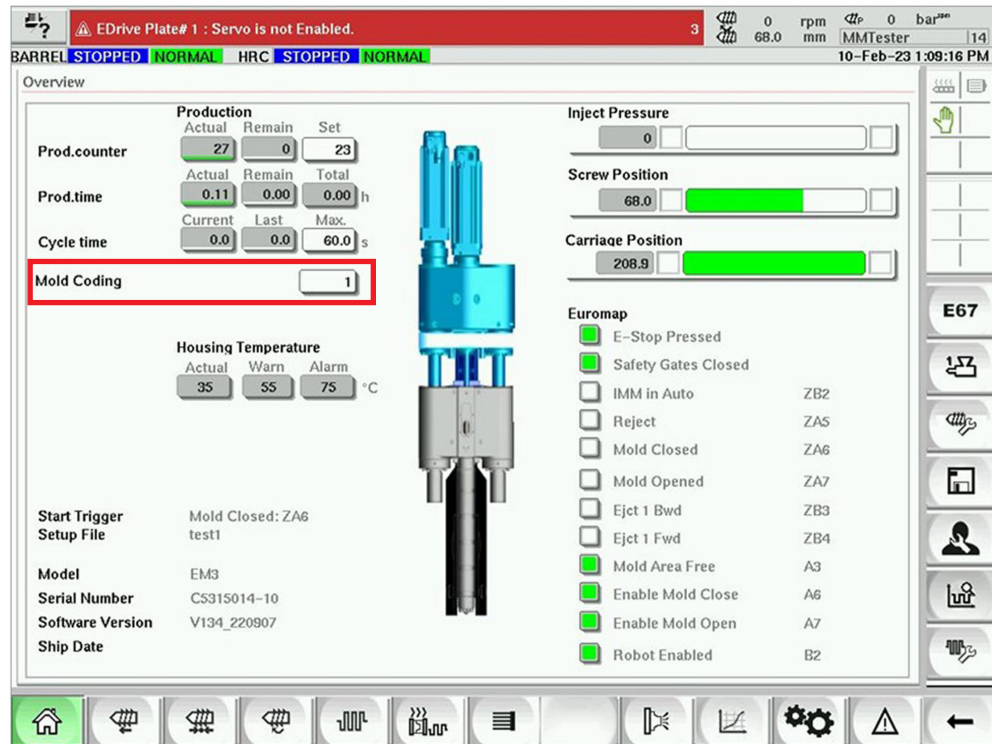 ? EDrive Plate# 1 : Servo is not Enabled. 3 0 rpm 0 bar spec
68.0 mm MMTester 14
BARREL STOPPED NORMAL HRC STOPPED NORMAL 10-Feb-23 1:09:16 PM
Overview
Production
Actual Remain Set
Prod.counter 27 0 23
Actual Remain Total
Prod.time 0.11 0.00 0.00 h
Current Last Max.
Cycle time 0.0 0.0 60.0 s
Mold Coding 1
Housing Temperature
Actual Warn Alarm
35 55 75 °C
Start Trigger Mold Closed: ZA6
Setup File test1
Model EM3
Serial Number C5315014-10
Software Version V134_220907
Ship Date
Inject Pressure
0
Screw Position
68.0
Carriage Position
208.9
Euromap
E-Stop Pressed
Safety Gates Closed
IMM in Auto ZB2
Reject ZA5
Mold Closed ZA6
Mold Opened ZA7
Ejct 1 Bwd ZB3
Ejct 1 Fwd ZB4
Mold Area Free A3
Enable Mold Close A6
Enable Mold Open A7
Robot Enabled B2
E67